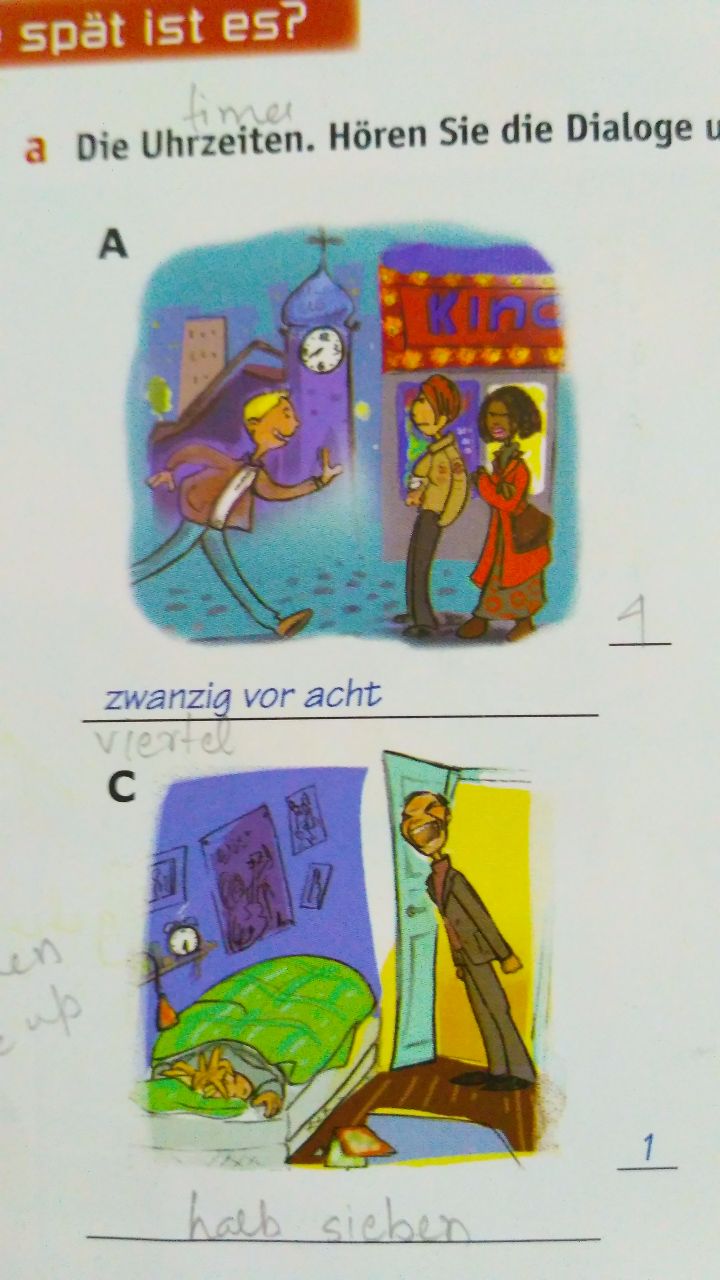 spät ist es?
time
a Die Uhrzeiten. Hören Sie die Dialoge u
A
Kino
4
zwanzig vor acht
viertel
C
en
up
1
halb sieben